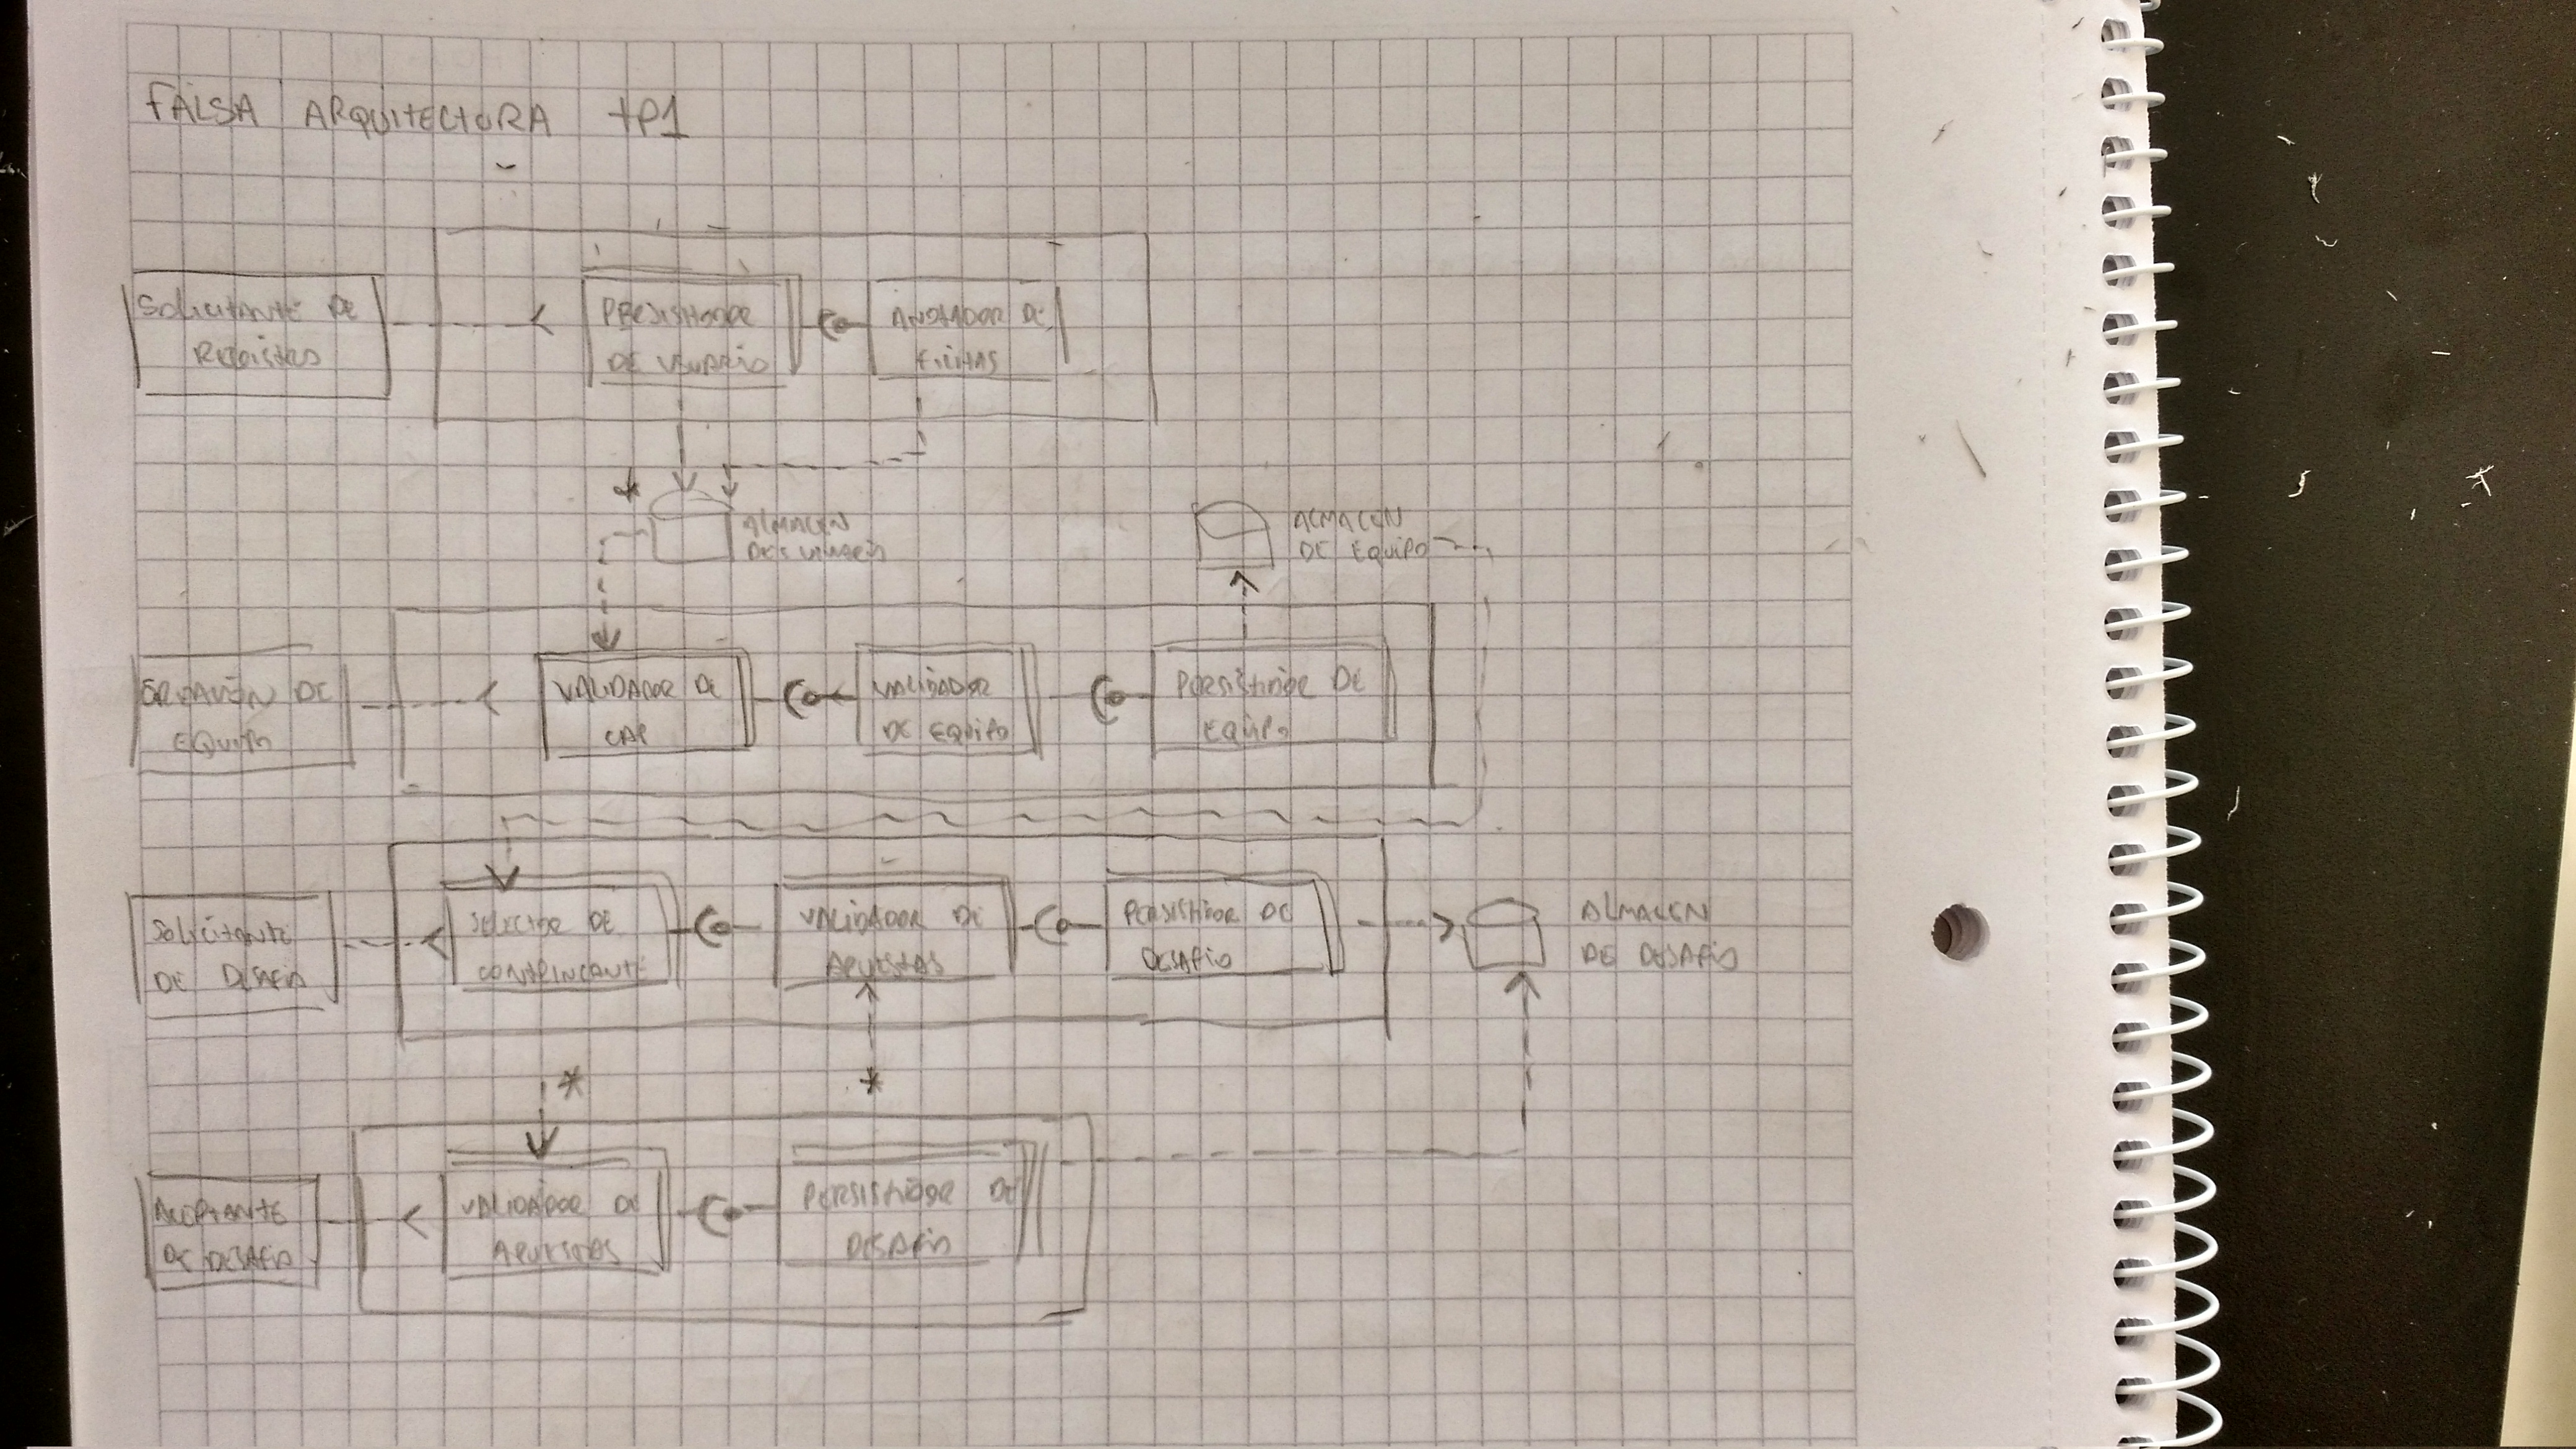 FALSA ARQUITECTURA TP1
SOLICITANTE DE
REGISTRO
PERSISTIDOR
DE USUARIO
ANOTADOR DE
FICHAS
*
ALMACEN
DE USUARIO
ALMACEN
DE EQUIPO
DE
EQUIPO
VALIDADOR DE
CAP
VALIDADOR
DE EQUIPO
PERSISTIDOR DE
EQUIPO
SOLICITANTE
DE DESAFIO
SELECTOR DE
CONTRINCANTE
VALIDADOR DE
APUESTAS
PERSISTIDOR DE
DESAFIO
ALMACEN
DE DESAFIO
*
*
ACEPTANTE
DE DESAFIO
VALIDADOR DE
APUESTAS
PERSISTIDOR DE
DESAFIO